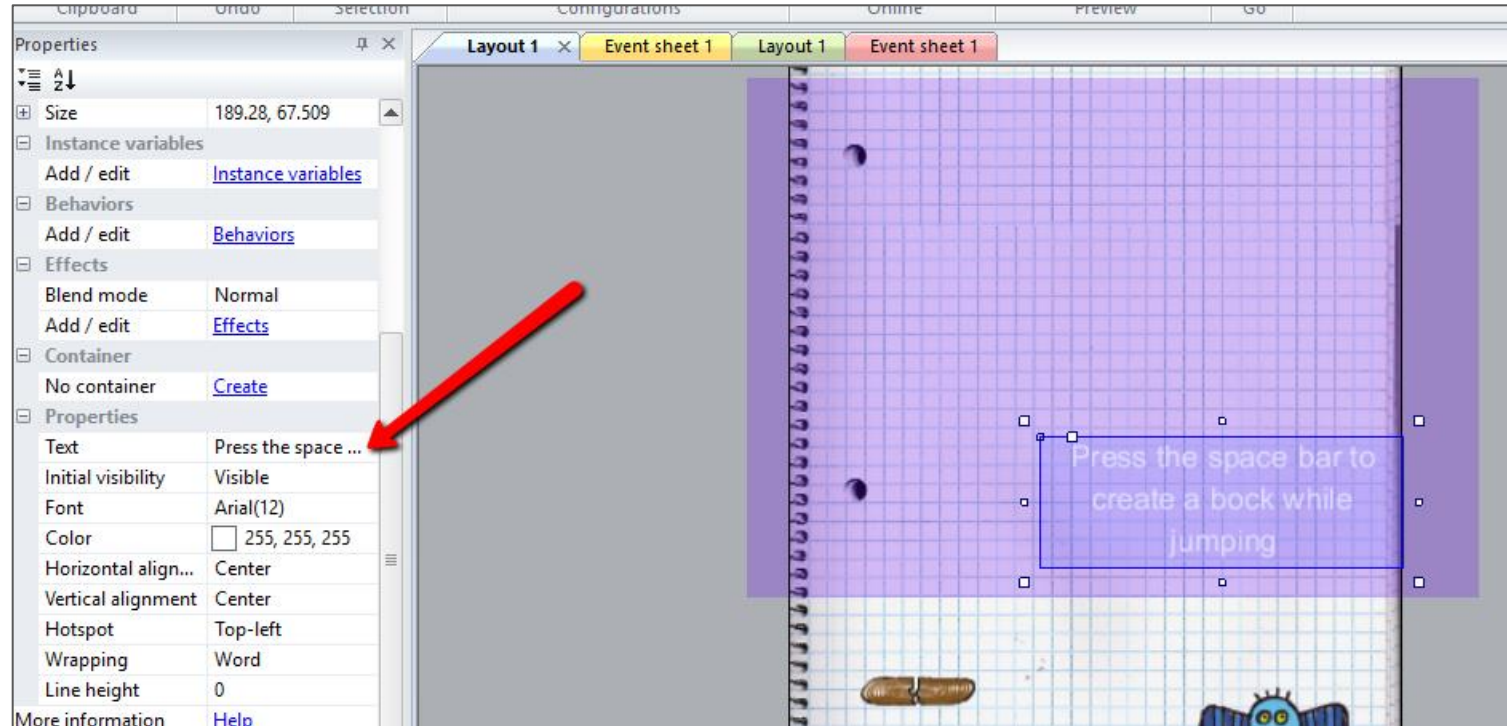 Clipboard Undo Selection Configurations Online Preview Go
Properties
Layout 1 Event sheet 1 Layout 1 Event sheet 1
Size 189.28, 67.509
Instance variables
Add / edit Instance variables
Behaviors
Add / edit Behaviors
Effects
Blend mode Normal
Add / edit Effects
Container
No container Create
Properties
Text Press the space ...
Initial visibility Visible
Font Arial(12)
Color 255, 255, 255
Horizontal align... Center
Vertical alignment Center
Hotspot Top-left
Wrapping Word
Line height 0
More information Help
Press the space bar to
create a bock while
jumping